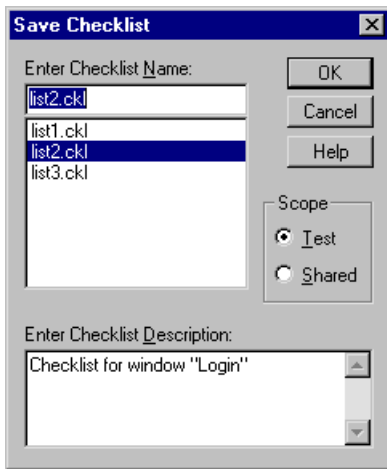 Save Checklist
Enter Checklist Name:
list2.ckl
list1.ckl
list2.ckl
list3.ckl
OK
Cancel
Help
Scope
Test
Shared
Enter Checklist Description:
Checklist for window "Login"